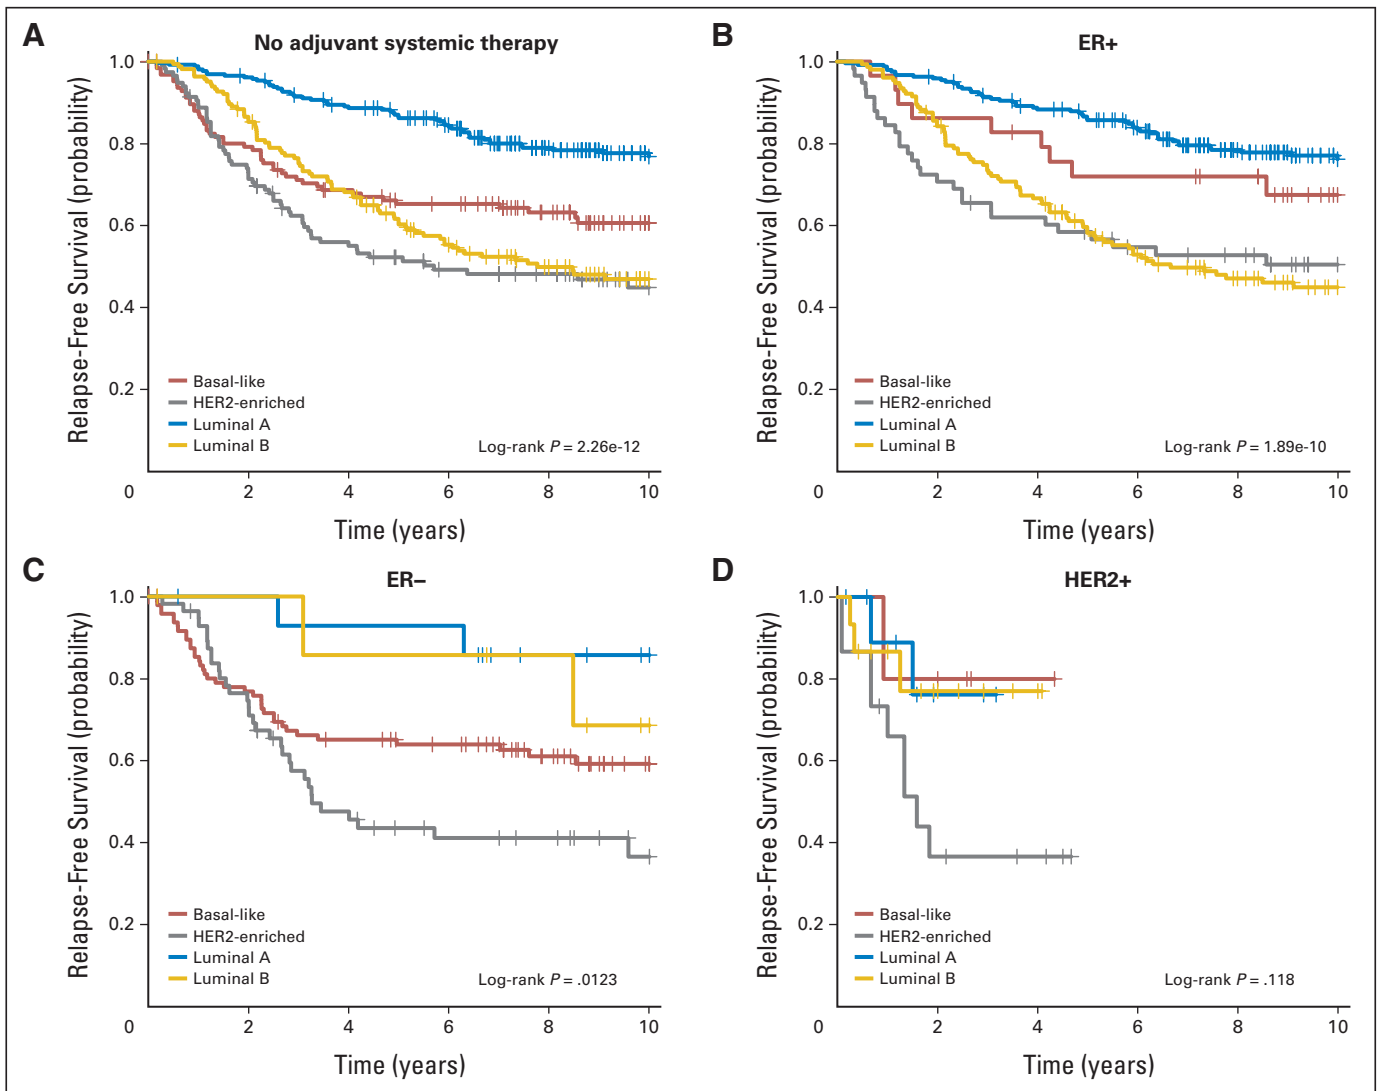 A
No adjuvant systemic therapy
Relapse-Free Survival (probability)
1.0
0.8
0.6
0.4
0.2
Basal-like
HER2-enriched
Luminal A
Luminal B
Log-rank P = 2.26e-12
0 2 4 6 8 10
Time (years)
B
ER+
Relapse-Free Survival (probability)
1.0
0.8
0.6
0.4
0.2
Basal-like
HER2-enriched
Luminal A
Luminal B
Log-rank P = 1.89e-10
0 2 4 6 8 10
Time (years)
C
ER–
Relapse-Free Survival (probability)
1.0
0.8
0.6
0.4
0.2
Basal-like
HER2-enriched
Luminal A
Luminal B
Log-rank P = .0123
0 2 4 6 8 10
Time (years)
D
HER2+
Relapse-Free Survival (probability)
1.0
0.8
0.6
0.4
0.2
Basal-like
HER2-enriched
Luminal A
Luminal B
Log-rank P = .118
0 2 4 6 8 10
Time (years)